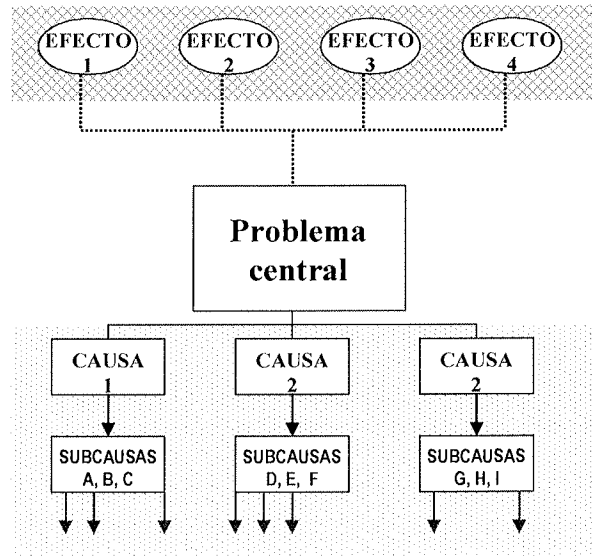 EFECTO
1
EFECTO
2
EFECTO
3
EFECTO
4
Problema
central
CAUSA
1
CAUSA
2
CAUSA
2
SUBCAUSAS
A, B, C
SUBCAUSAS
D, E, F
SUBCAUSAS
G, H, I